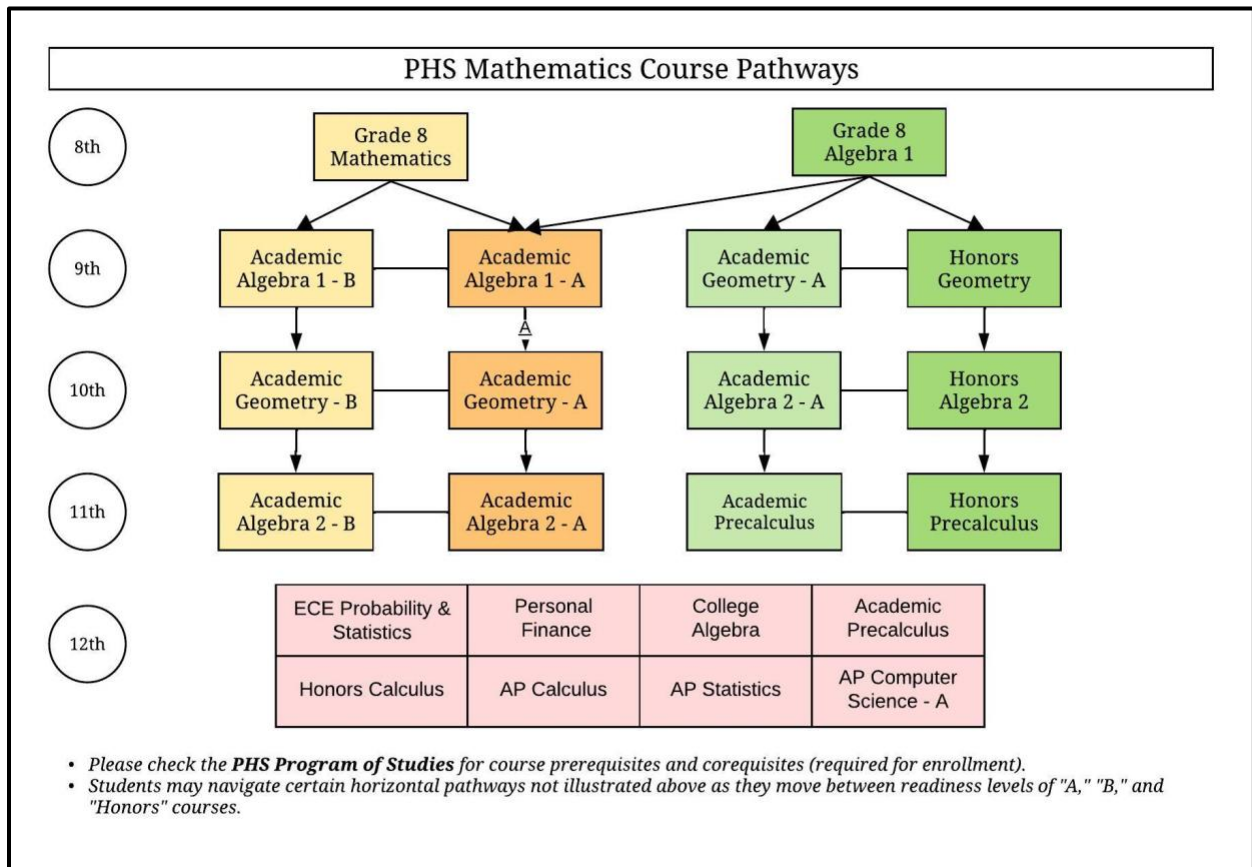 PHS Mathematics Course Pathways
8th
Grade 8
Mathematics
Grade 8
Algebra 1
9th
Academic
Algebra 1 - B
Academic
Algebra 1 - A
Academic
Geometry - A
Honors
Geometry
A
10th
Academic
Geometry - B
Academic
Geometry - A
Academic
Algebra 2 - A
Honors
Algebra 2
11th
Academic
Algebra 2 - B
Academic
Algebra 2 - A
Academic
Precalculus
Honors
Precalculus
12th
ECE Probability &
Statistics
Personal
Finance
College
Algebra
Academic
Precalculus
Honors Calculus
AP Calculus
AP Statistics
AP Computer
Science - A
• Please check the PHS Program of Studies for course prerequisites and corequisites (required for enrollment).
• Students may navigate certain horizontal pathways not illustrated above as they move between readiness levels of "A," "B," and
"Honors" courses.